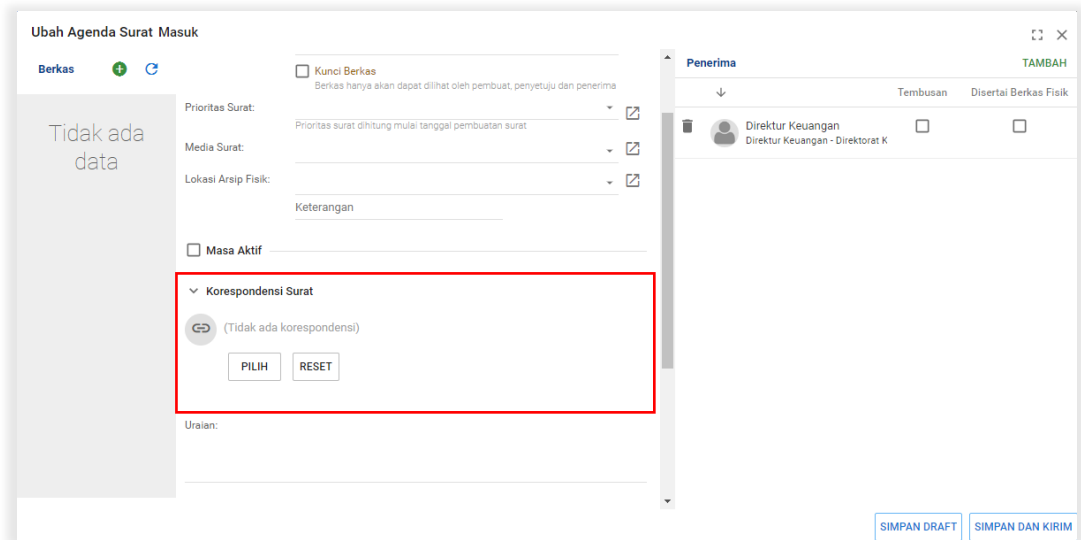 Ubah Agenda Surat Masuk
Berkas
Tidak ada
data
Kunci Berkas
Berkas hanya akan dapat dilihat oleh pembuat, penyetuju dan penerima
Prioritas Surat:
Prioritas surat dihitung mulai tanggal pembuatan surat
Media Surat:
Lokasi Arsip Fisik:
Keterangan
Masa Aktif
Korespondensi Surat
(Tidak ada korespondensi)
PILIH RESET
Uraian:
Penerima TAMBAH
Tembusan Disertai Berkas Fisik
Direktur Keuangan
Direktur Keuangan - Direktorat K
SIMPAN DRAFT SIMPAN DAN KIRIM